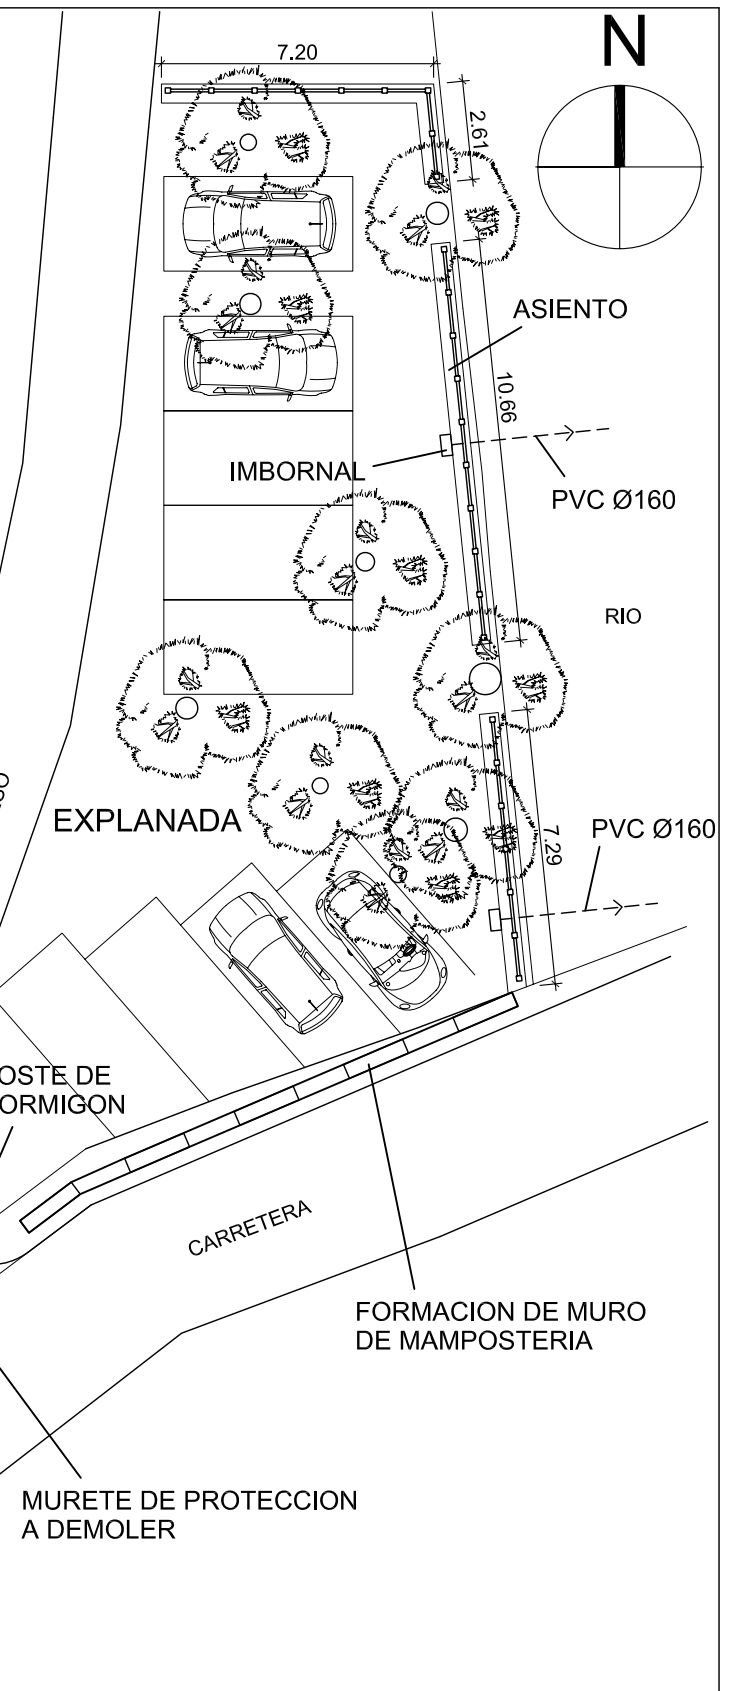 N
7.20
2.61
ASIENTO
10.66
IMBORNAL
PVC Ø160
RIO
EXPLANADA
PVC Ø160
7.29
OSTE DE
ORMIGON
CARRETERA
FORMACION DE MURO
DE MAMPOSTERIA
MURETE DE PROTECCION
A DEMOLER